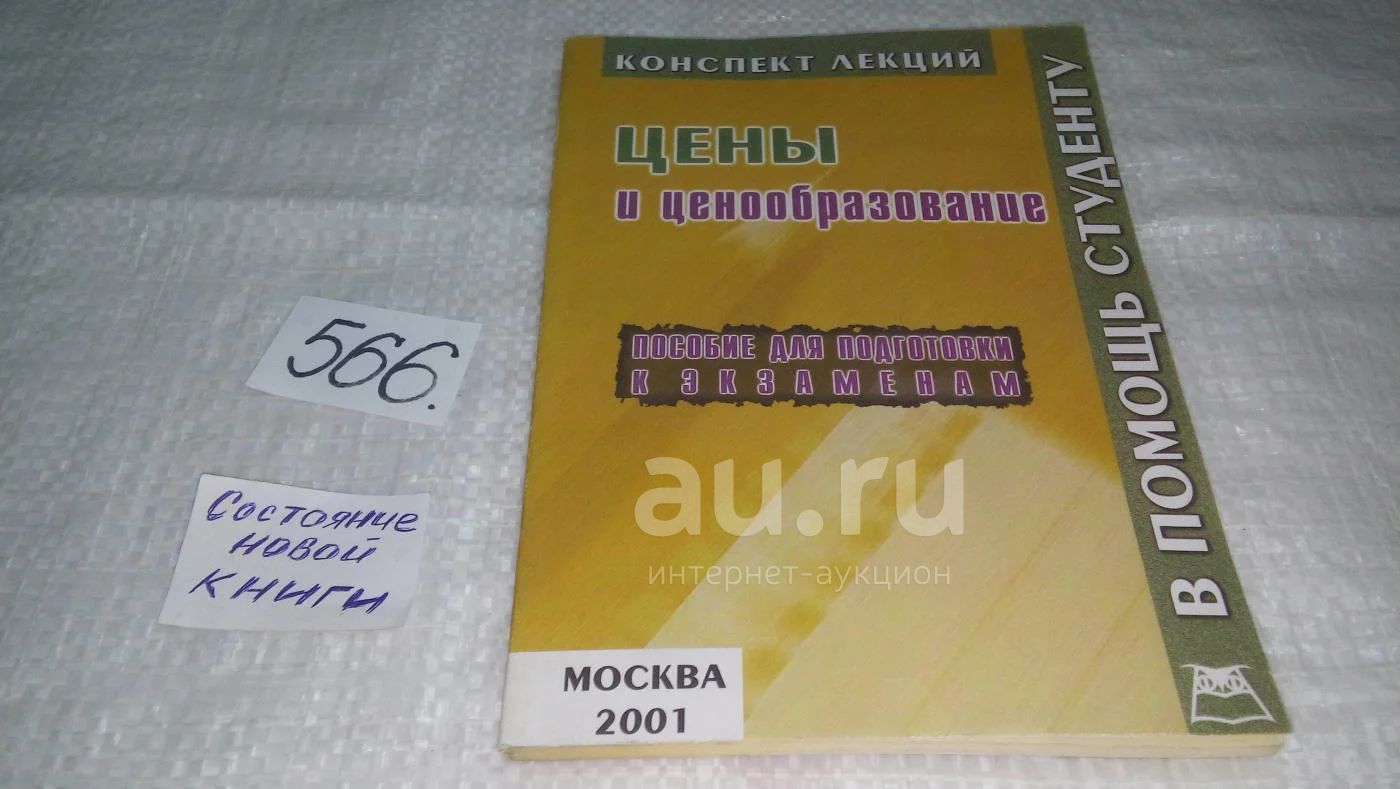 КОНСПЕКТ ЛЕКЦИЙ
ЦЕНЫ
и ценообразование
ПОСОБИЕ ДЛЯ ПОДГОТОВКИ
К ЭКЗАМЕНАМ
В ПОМОЩЬ СТУДЕНТУ
МОСКВА
2001
566.
Состояние
новой
книги
au.ru
интернет-аукцион